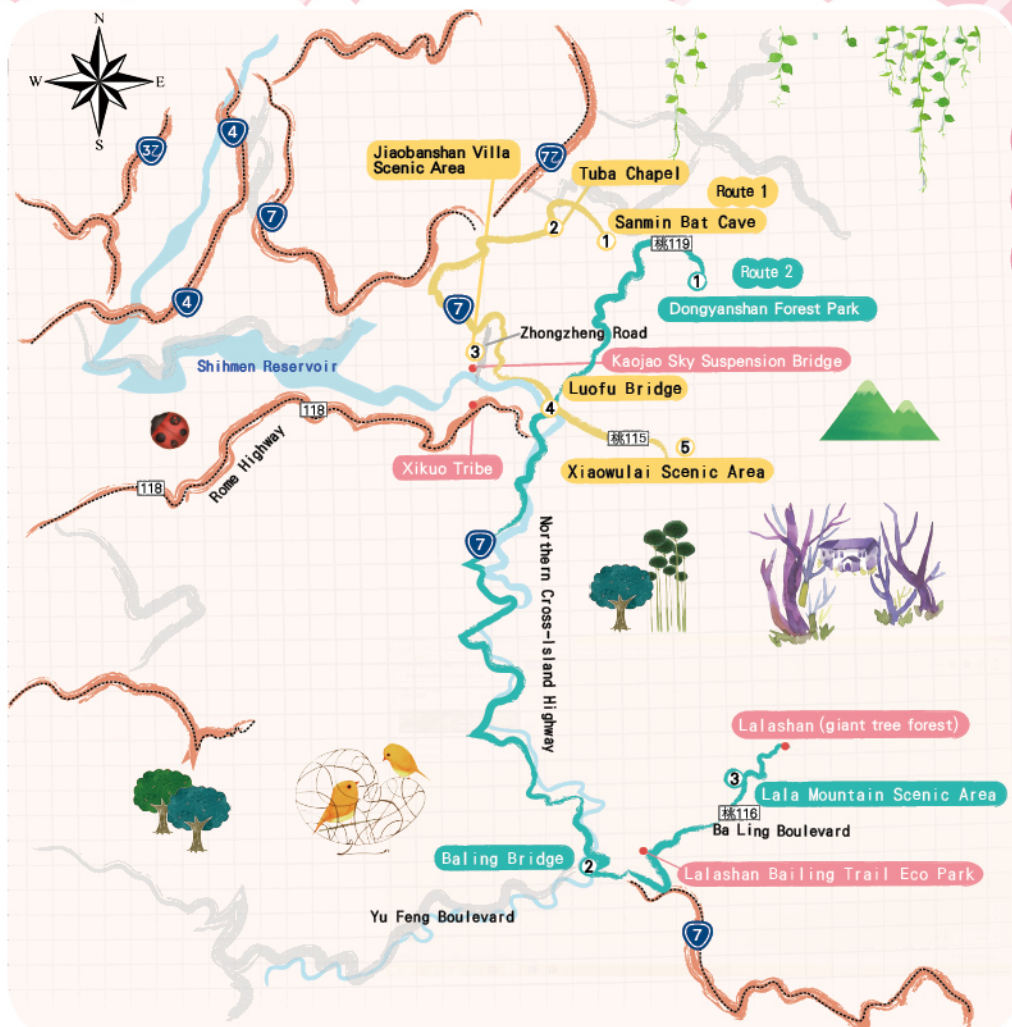 N
W
E
S
3乙
4
7
4
7乙
Jiaobanshan Villa
Scenic Area
Tuba Chapel
Route 1
2
1
Sanmin Bat Cave
桃119
Route 2
1
Dongyanshan Forest Park
7
Zhongzheng Road
3
Kaojao Sky Suspension Bridge
Shihmen Reservoir
Luofu Bridge
4
118
桃115
5
Xikuo Tribe
Xiaowulai Scenic Area
Rome Highway
118
7
Northern Cross-Island Highway
Lalashan (giant tree forest)
3
Lala Mountain Scenic Area
桃116
Ba Ling Boulevard
Baling Bridge
2
Lalashan Bailing Trail Eco Park
Yu Feng Boulevard
7